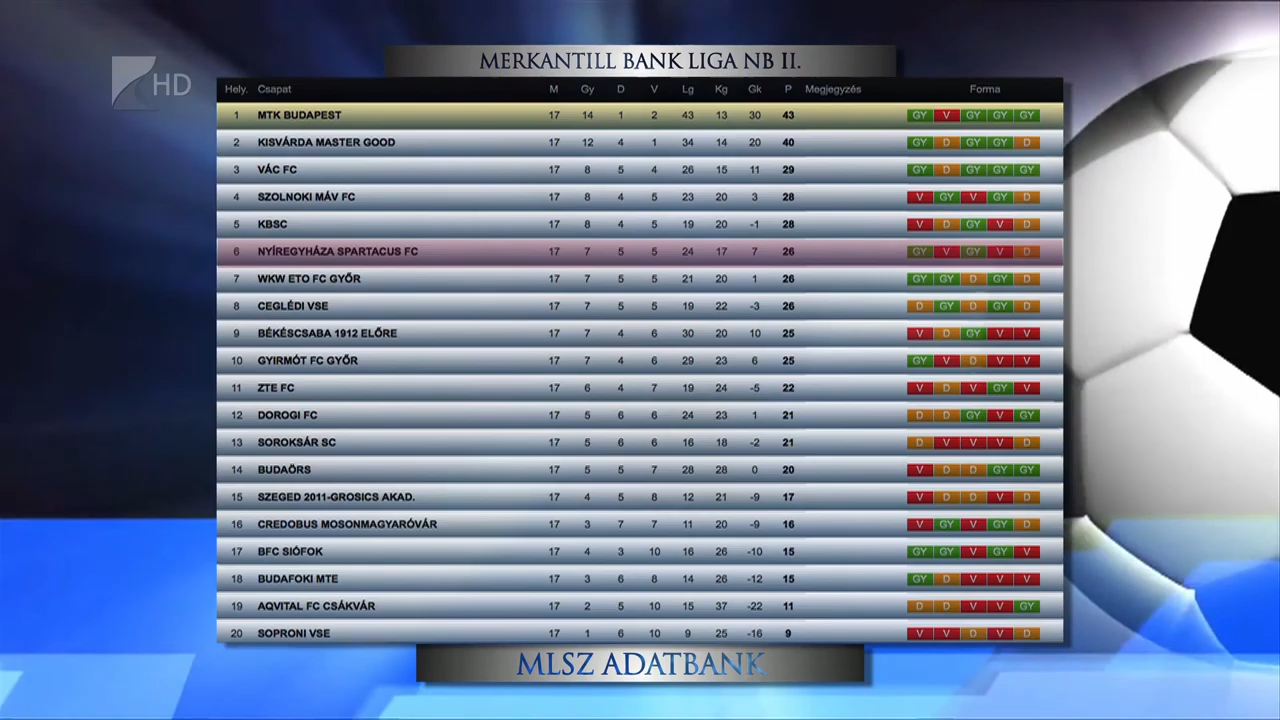 MERKANTILL BANK LIGA NB II.
HD
Hely. Csapat M Gy D V Lg Kg Gk P Megjegyzés Forma
1 MTK BUDAPEST 17 14 1 2 43 13 30 43 GY V GY GY GY
2 KISVÁRDA MASTER GOOD 17 12 4 1 34 14 20 40 GY D GY GY D
3 VÁC FC 17 8 5 4 26 15 11 29 GY D GY GY GY
4 SZOLNOKI MÁV FC 17 8 4 5 23 20 3 28 V GY V GY D
5 KBSC 17 8 4 5 19 20 -1 28 V D GY V D
6 NYÍREGYHÁZA SPARTACUS FC 17 7 5 5 24 17 7 26 GY V GY V D
7 WKW ETO FC GYŐR 17 7 5 5 21 20 1 26 GY GY D GY GY
8 CEGLÉDI VSE 17 7 5 5 19 22 -3 26 D GY D GY D
9 BÉKÉSCSABA 1912 ELŐRE 17 7 4 6 30 20 10 25 V D GY V V
10 GYIRMÓT FC GYŐR 17 7 4 6 29 23 6 25 GY V D V V
11 ZTE FC 17 6 4 7 19 24 -5 22 V D V GY V
12 DOROGI FC 17 5 6 6 24 23 1 21 D D GY V GY
13 SOROKSÁR SC 17 5 6 6 16 18 -2 21 D V V V D
14 BUDAÖRS 17 5 5 7 28 28 0 20 V D D GY GY
15 SZEGED 2011-GROSICS AKAD. 17 4 5 8 12 21 -9 17 V D D V D
16 CREDOBUS MOSONMAGYARÓVÁR 17 3 7 7 11 20 -9 16 V GY V GY D
17 BFC SIÓFOK 17 4 3 10 16 26 -10 15 GY GY V GY V
18 BUDAFOKI MTE 17 3 6 8 14 26 -12 15 GY D V V V
19 AQVITAL FC CSÁKVÁR 17 2 5 10 15 37 -22 11 D D V V GY
20 SOPRONI VSE 17 1 6 10 9 25 -16 9 V V D V D
MLSZ ADATBANK